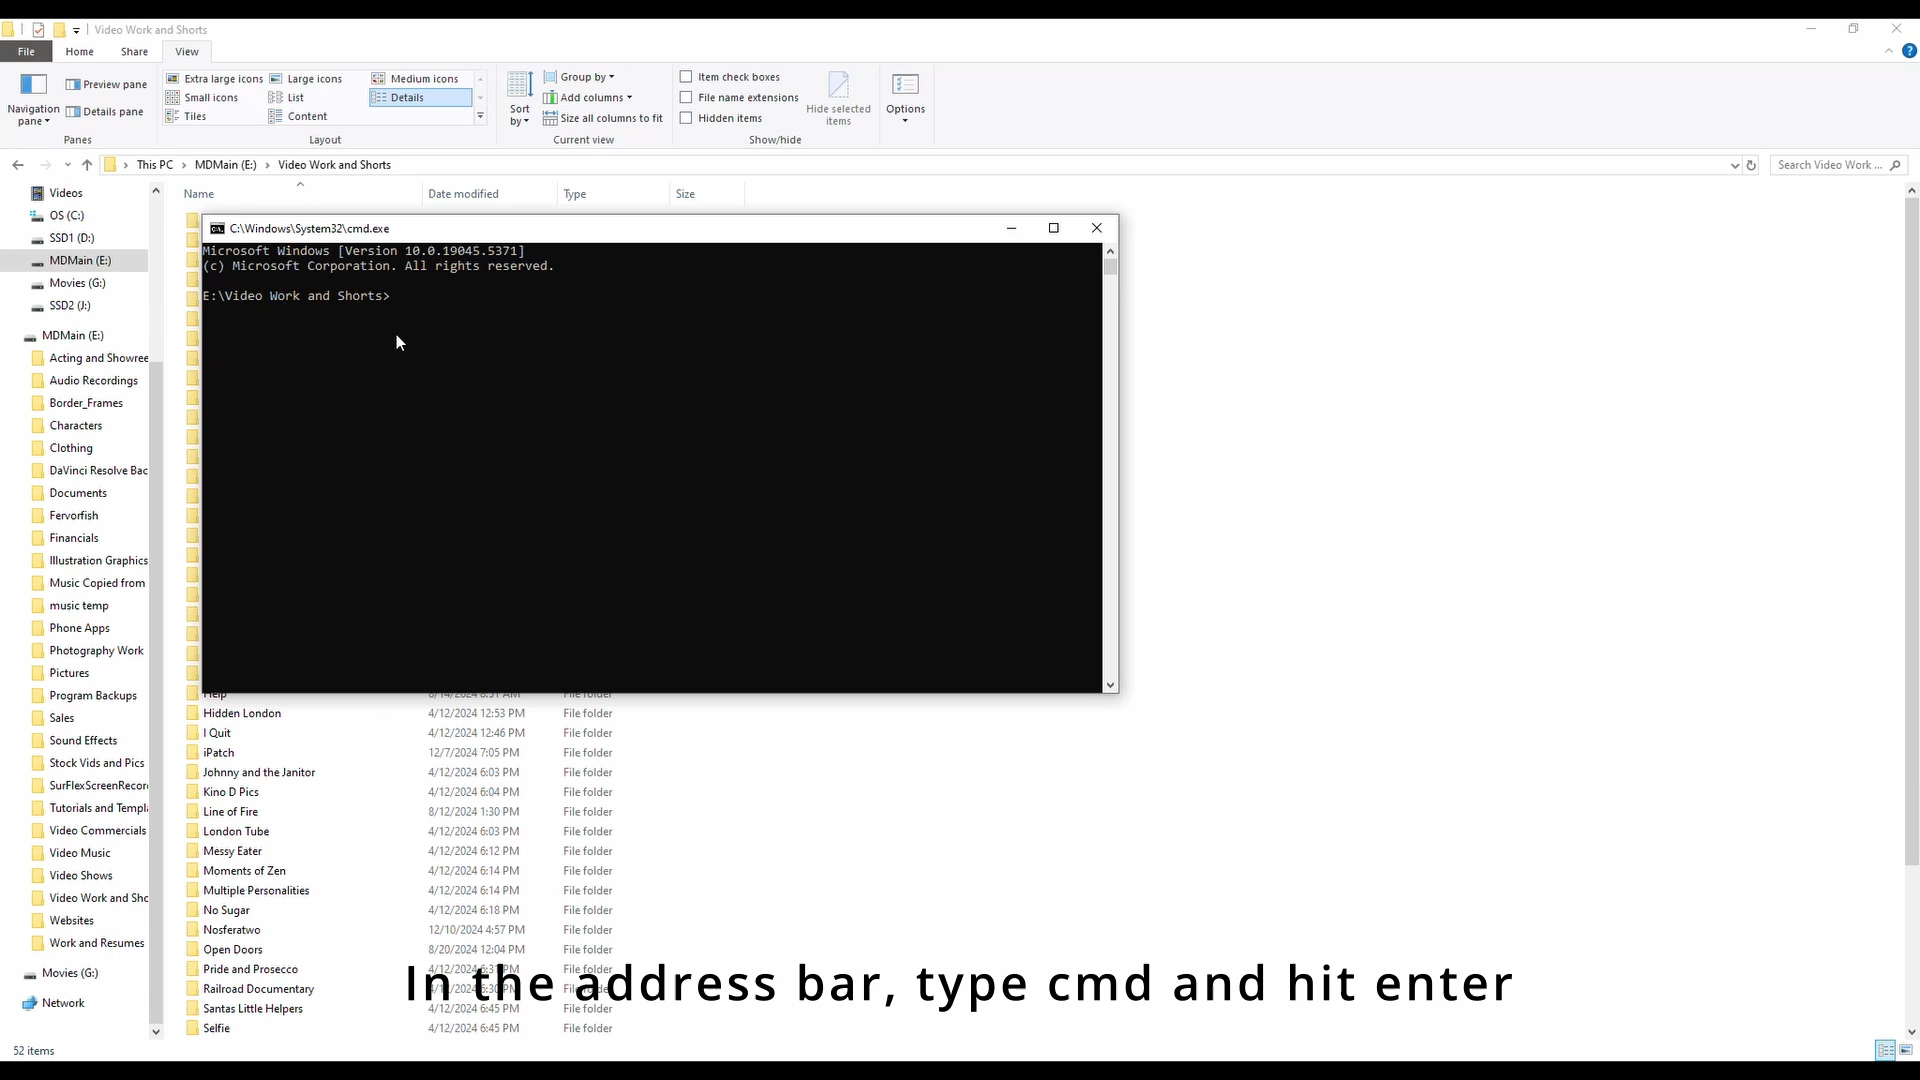 Video Work and Shorts
File Home Share View
Navigation pane
Preview pane
Details pane
Panes
Extra large icons Large icons Medium icons
Small icons List Details
Tiles Content
Layout
Sort by
Group by
Add columns
Size all columns to fit
Current view
Item check boxes
File name extensions
Hidden items
Hide selected items
Show/hide
Options
This PC > MDMain (E:) > Video Work and Shorts
Search Video Work ...
Name Date modified Type Size
Videos
OS (C:)
SSD1 (D:)
MDMain (E:)
Movies (G:)
SSD2 (J:)
MDMain (E:)
Acting and Showree
Audio Recordings
Border_Frames
Characters
Clothing
DaVinci Resolve Bac
Documents
Fervorfish
Financials
Illustration Graphics
Music Copied from
music temp
Phone Apps
Photography Work
Pictures
Program Backups
Sales
Sound Effects
Stock Vids and Pics
SurFlexScreenRecor
Tutorials and Templ
Video Commercials
Video Music
Video Shows
Video Work and Sho
Websites
Work and Resumes
Movies (G:)
Network
C:\Windows\System32\cmd.exe
Microsoft Windows [Version 10.0.19045.5371]
(c) Microsoft Corporation. All rights reserved.
E:\Video Work and Shorts>
Help 8/14/2024 6:51 AM File folder
Hidden London 4/12/2024 12:53 PM File folder
I Quit 4/12/2024 12:46 PM File folder
iPatch 12/7/2024 7:05 PM File folder
Johnny and the Janitor 4/12/2024 6:03 PM File folder
Kino D Pics 4/12/2024 6:04 PM File folder
Line of Fire 8/12/2024 1:30 PM File folder
London Tube 4/12/2024 6:03 PM File folder
Messy Eater 4/12/2024 6:12 PM File folder
Moments of Zen 4/12/2024 6:14 PM File folder
Multiple Personalities 4/12/2024 6:14 PM File folder
No Sugar 4/12/2024 6:18 PM File folder
Nosferatwo 12/10/2024 4:57 PM File folder
Open Doors 8/20/2024 12:04 PM File folder
Pride and Prosecco File folder
Railroad Documentary File folder
Santas Little Helpers 4/12/2024 6:45 PM File folder
Selfie 4/12/2024 6:45 PM File folder
In the address bar, type cmd and hit enter
52 items